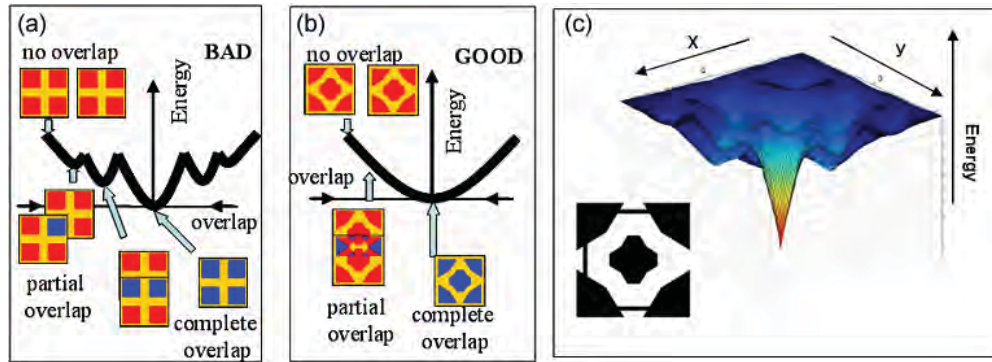 (a)
no overlap
BAD
Energy
overlap
partial
overlap
complete
overlap
(b)
no overlap
GOOD
Energy
overlap
partial
overlap
complete
overlap
(c)
X
y
Energy